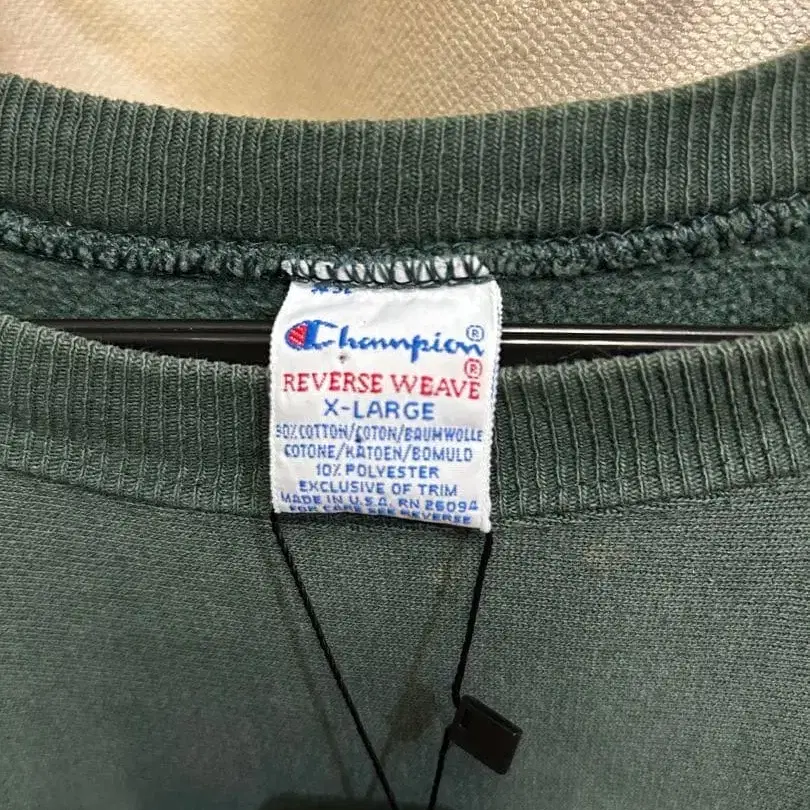 Champion®
®
REVERSE WEAVE
X-LARGE
90% COTTON/COTON/BAUMWOLLE
COTONE/KATOEN/BOMULD
10% POLYESTER
EXCLUSIVE OF TRIM
MADE IN U.S.A. RN 26094
FOR CARE SEE REVERSE